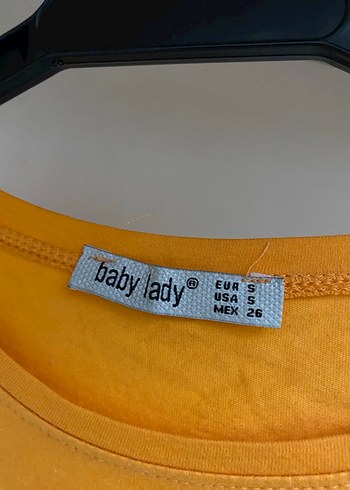 baby lady®
EUR S
USA S
MEX 26